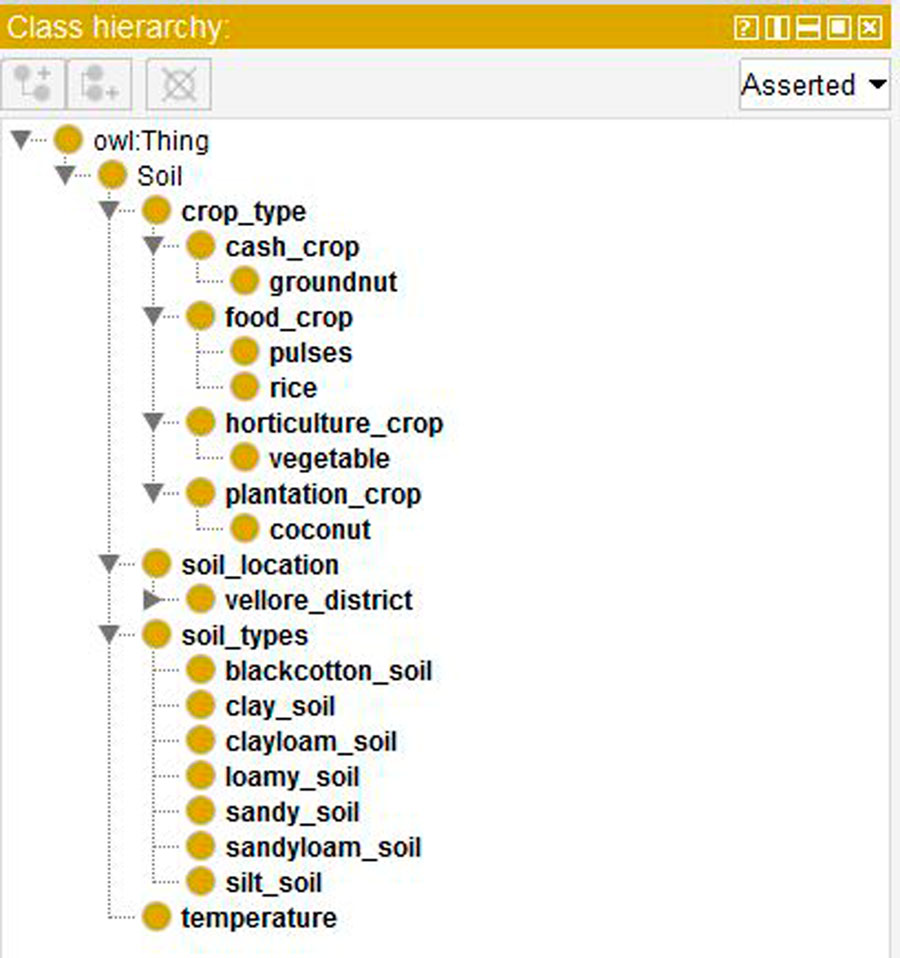 Class hierarchy:
Asserted
owl:Thing
Soil
crop_type
cash_crop
groundnut
food_crop
pulses
rice
horticulture_crop
vegetable
plantation_crop
coconut
soil_location
vellore_district
soil_types
blackcotton_soil
clay_soil
clayloam_soil
loamy_soil
sandy_soil
sandyloam_soil
silt_soil
temperature